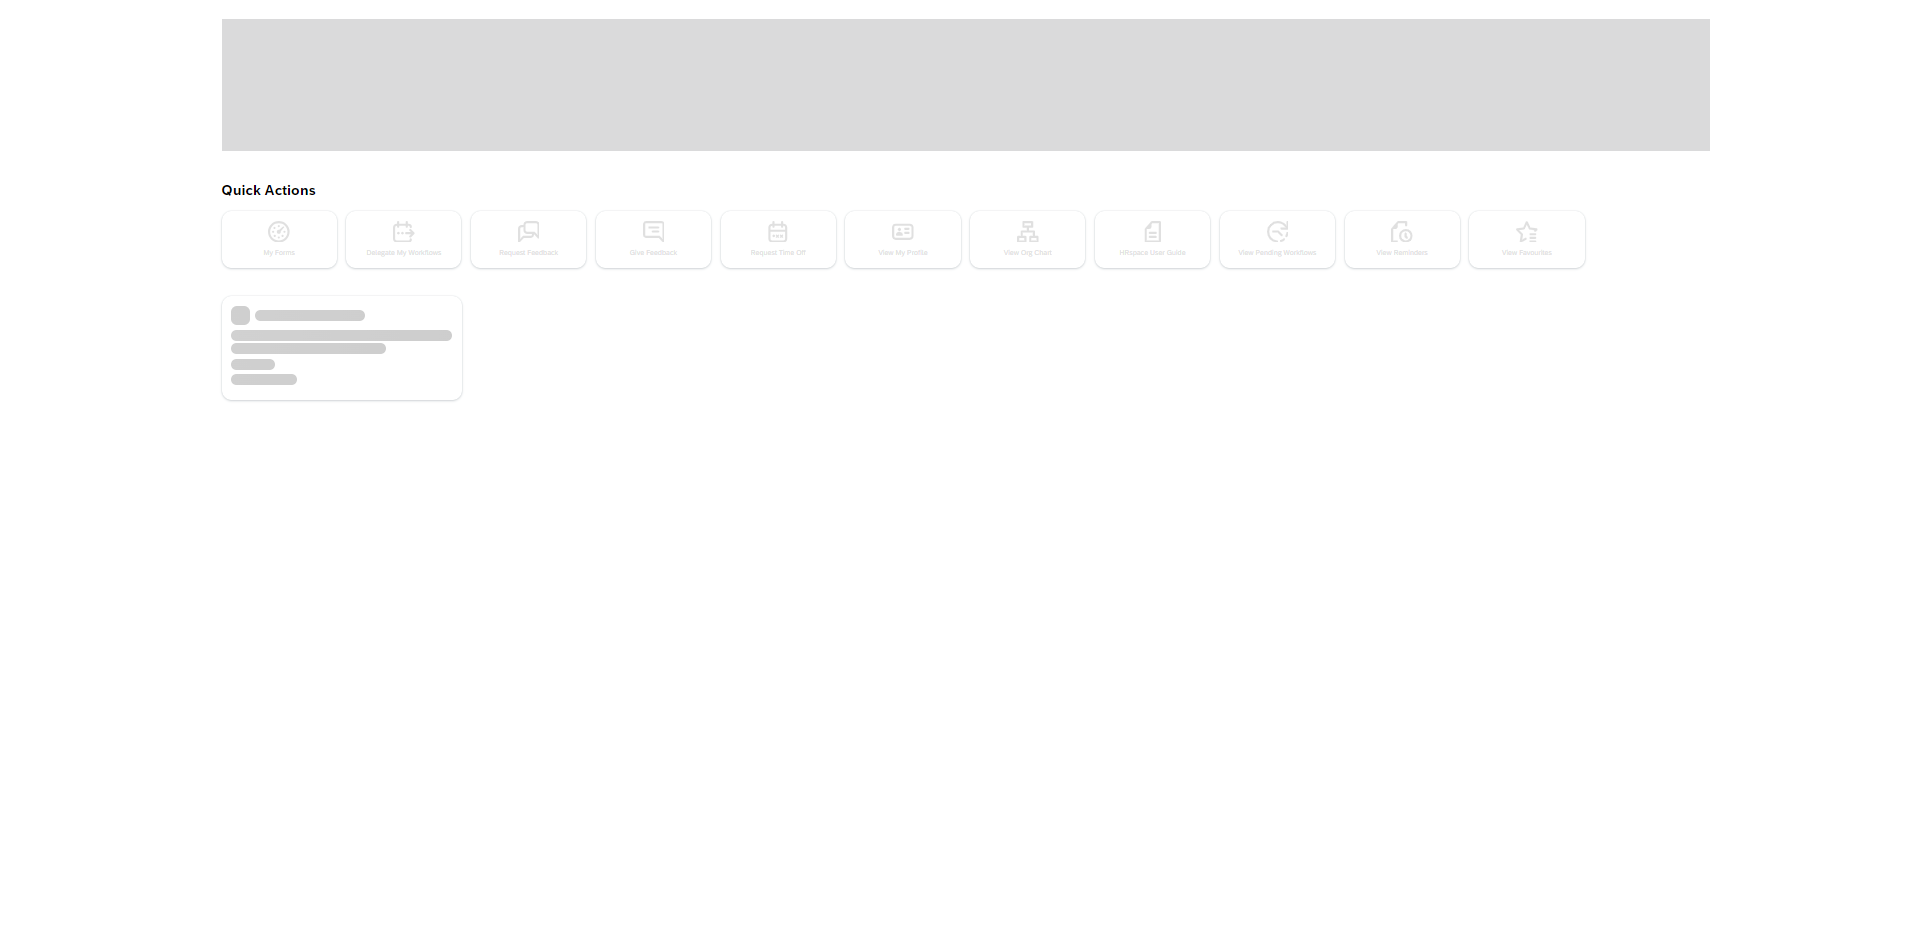 Quick Actions
My Forms
Delegate My Workflows
Request Feedback
Give Feedback
Request Time Off
View My Profile
View Org Chart
HRspace User Guide
View Pending Workflows
View Reminders
View Favourites